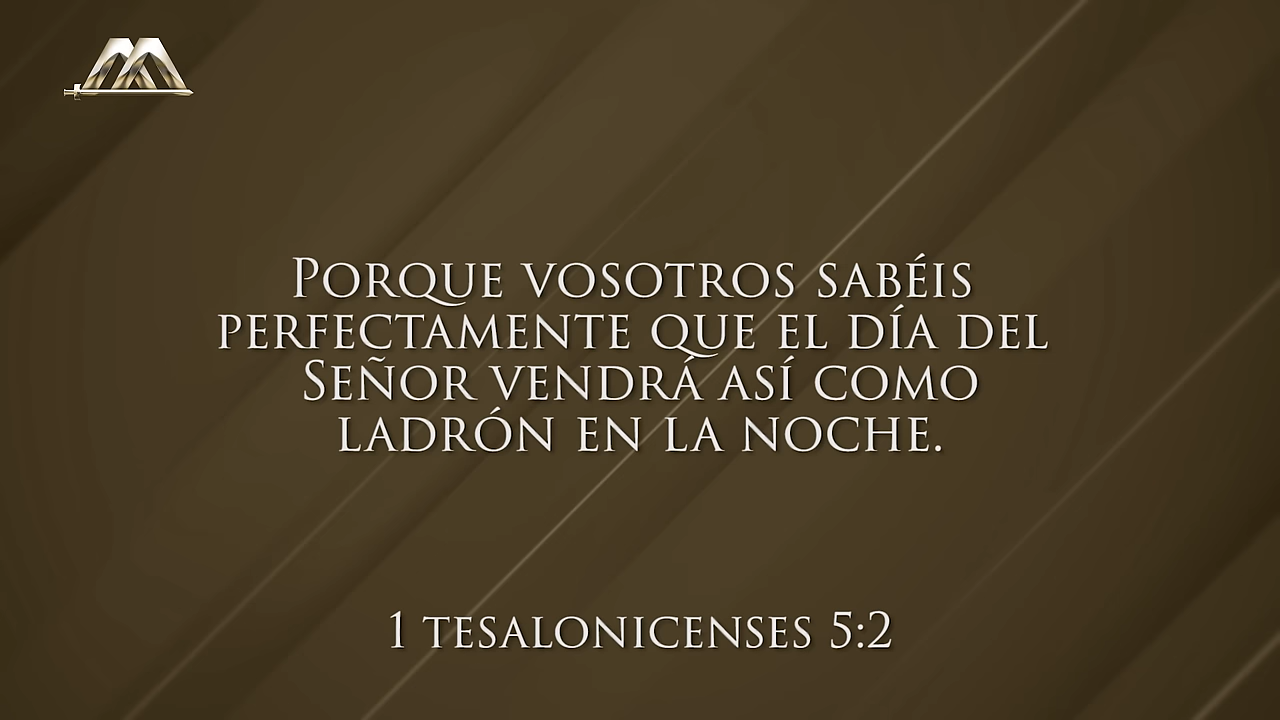 Porque vosotros sabéis
perfectamente que el día del
Señor vendrá así como
ladrón en la noche.
1 tesalonicenses 5:2